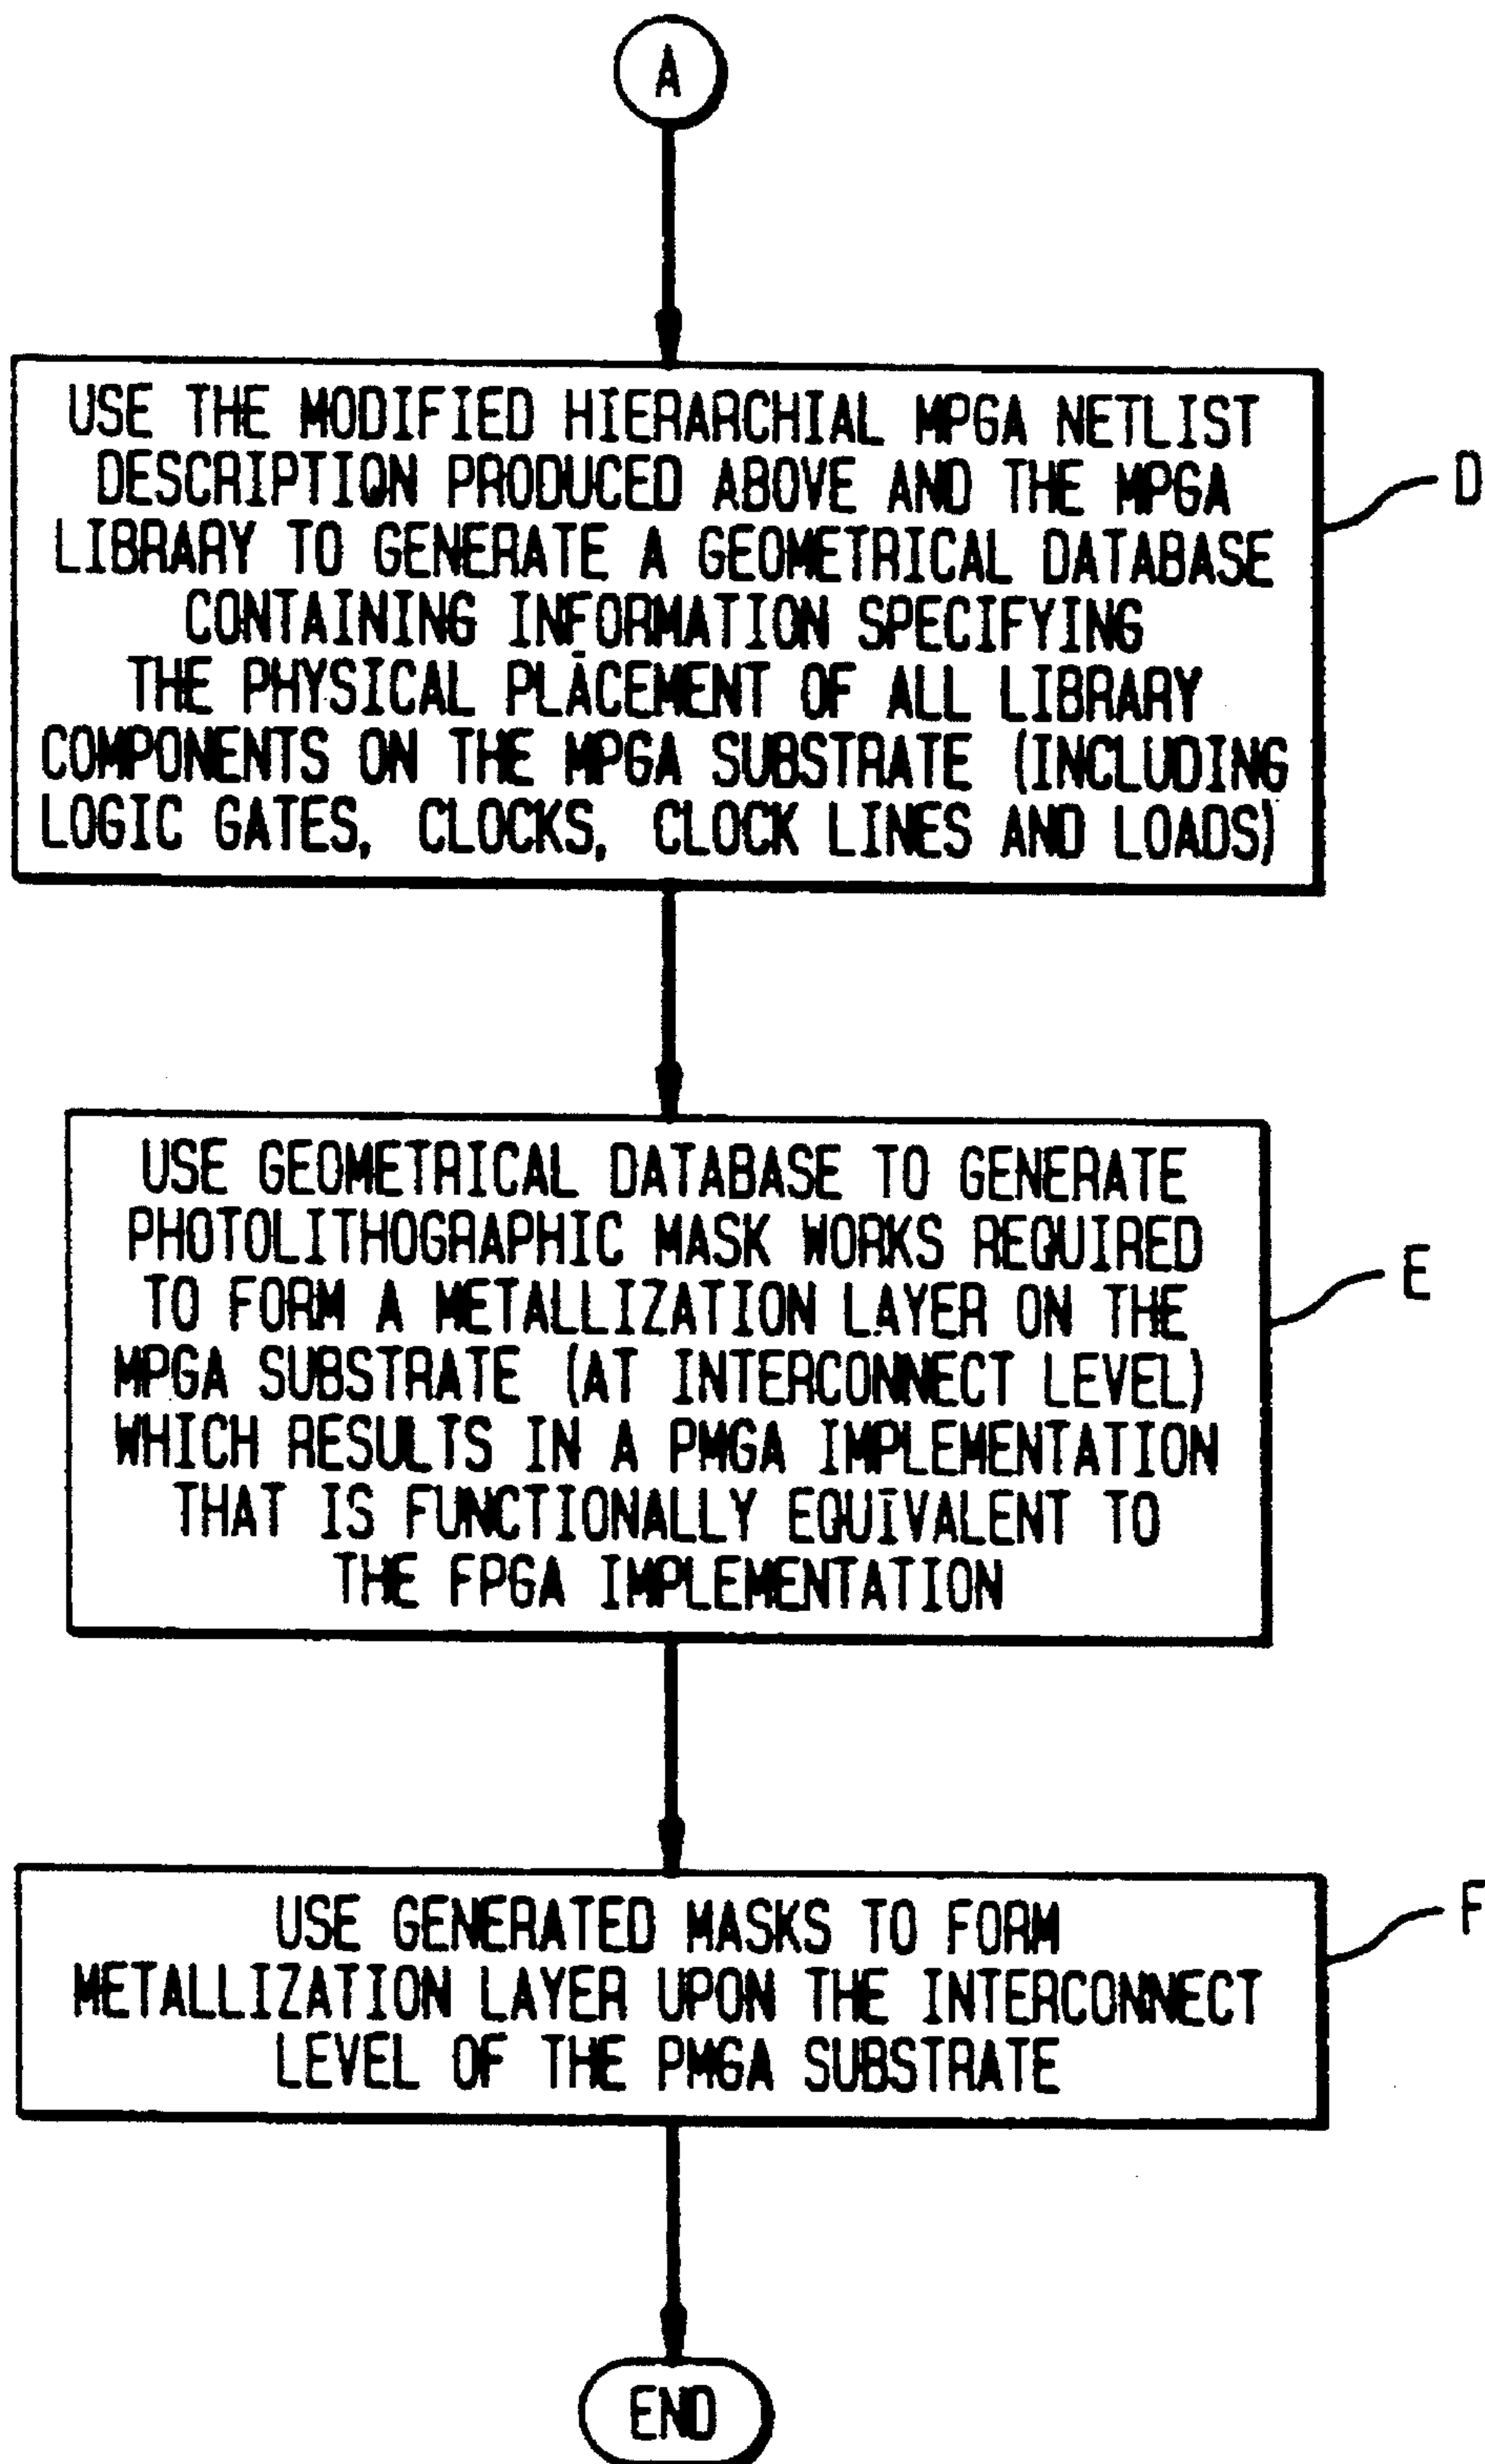 A
USE THE MODIFIED HIERARCHIAL MPGA NETLIST
DESCRIPTION PRODUCED ABOVE AND THE MPGA
LIBRARY TO GENERATE A GEOMETRICAL DATABASE
CONTAINING INFORMATION SPECIFYING
THE PHYSICAL PLACEMENT OF ALL LIBRARY
COMPONENTS ON THE MPGA SUBSTRATE (INCLUDING
LOGIC GATES, CLOCKS, CLOCK LINES AND LOADS)
D
USE GEOMETRICAL DATABASE TO GENERATE
PHOTOLITHOGRAPHIC MASK WORKS REQUIRED
TO FORM A METALLIZATION LAYER ON THE
MPGA SUBSTRATE (AT INTERCONNECT LEVEL)
WHICH RESULTS IN A PMGA IMPLEMENTATION
THAT IS FUNCTIONALLY EQUIVALENT TO
THE FPGA IMPLEMENTATION
E
USE GENERATED MASKS TO FORM
METALLIZATION LAYER UPON THE INTERCONNECT
LEVEL OF THE PMGA SUBSTRATE
F
END